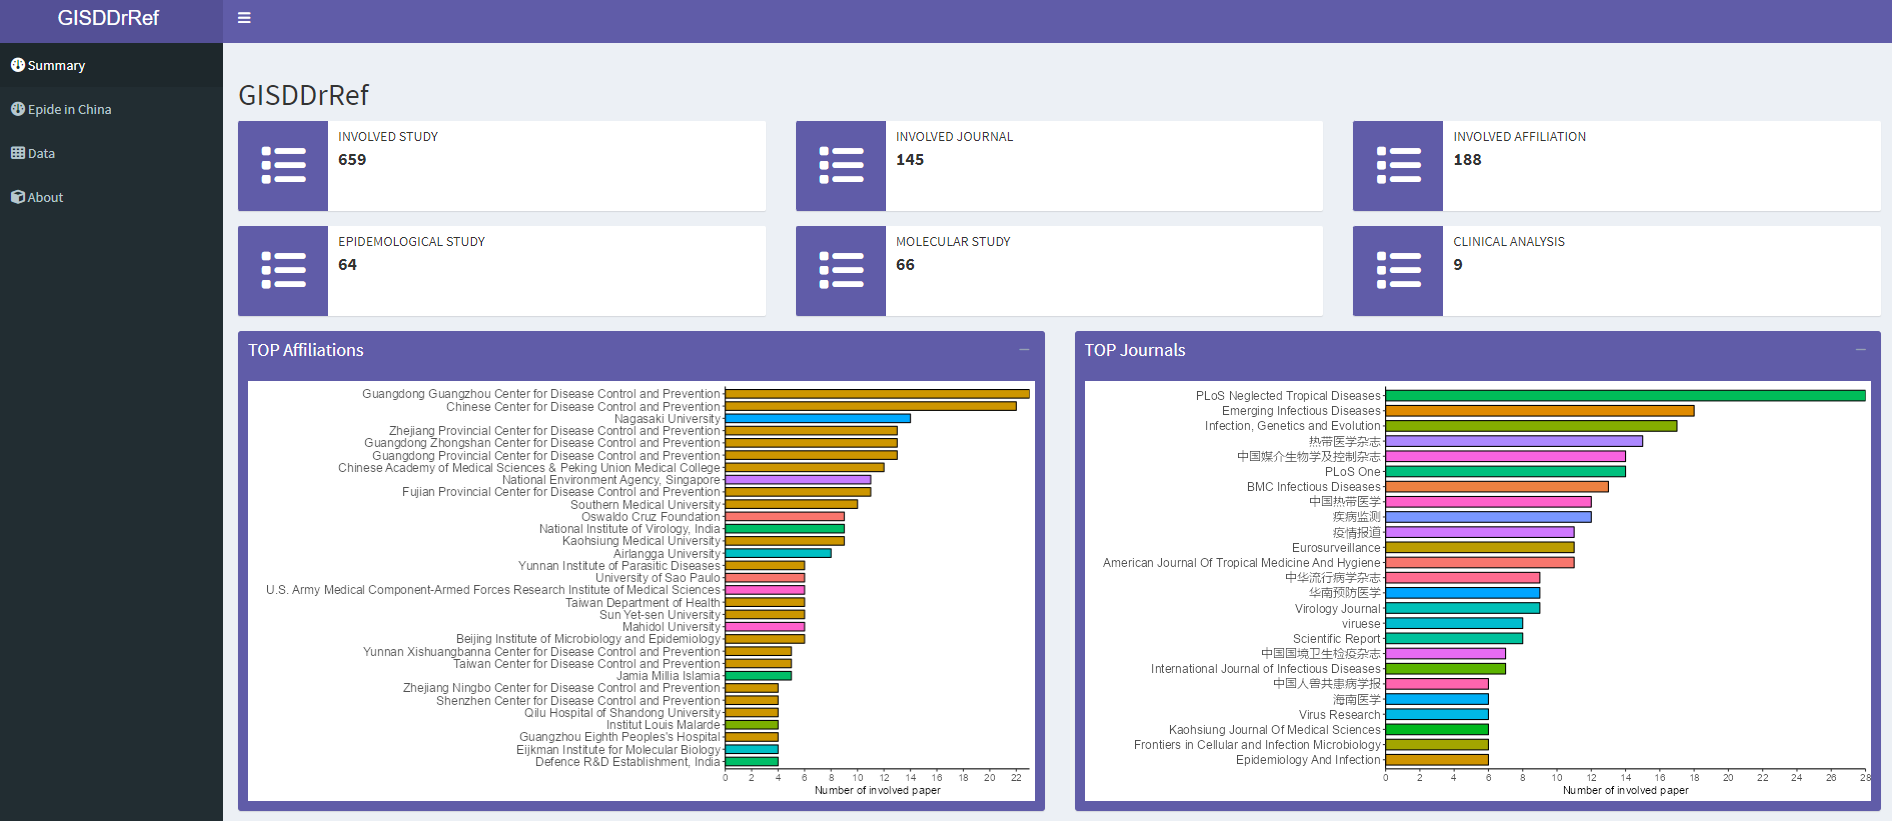 GISDDrRef
Summary
Epide in China
Data
About
GISDDrRef
INVOLVED STUDY
659
INVOLVED JOURNAL
145
INVOLVED AFFILIATION
188
EPIDEMOLOGICAL STUDY
64
MOLECULAR STUDY
66
CLINICAL ANALYSIS
9
TOP Affiliations
Guangdong Guangzhou Center for Disease Control and Prevention
Chinese Center for Disease Control and Prevention
Nagasaki University
Zhejiang Provincial Center for Disease Control and Prevention
Guangdong Zhongshan Center for Disease Control and Prevention
Guangdong Provincial Center for Disease Control and Prevention
Chinese Academy of Medical Sciences & Peking Union Medical College
National Environment Agency, Singapore
Fujian Provincial Center for Disease Control and Prevention
Southern Medical University
Oswaldo Cruz Foundation
National Institute of Virology, India
Kaohsiung Medical University
Airlangga University
Yunnan Institute of Parasitic Diseases
University of Sao Paulo
U.S. Army Medical Component-Armed Forces Research Institute of Medical Sciences
Taiwan Department of Health
Sun Yet-sen University
Mahidol University
Beijing Institute of Microbiology and Epidemiology
Yunnan Xishuangbanna Center for Disease Control and Prevention
Taiwan Center for Disease Control and Prevention
Jamia Millia Islamia
Zhejiang Ningbo Center for Disease Control and Prevention
Shenzhen Center for Disease Control and Prevention
Qilu Hospital of Shandong University
Institut Louis Malarde
Guangzhou Eighth Peoples's Hospital
Eijkman Institute for Molecular Biology
Defence R&D Establishment, India
0 2 4 6 8 10 12 14 16 18 20 22
Number of involved paper
TOP Journals
PLoS Neglected Tropical Diseases
Emerging Infectious Diseases
Infection, Genetics and Evolution
热带医学杂志
中国媒介生物学及控制杂志
PLoS One
BMC Infectious Diseases
中国热带医学
疾病监测
疫情报道
Eurosurveillance
American Journal Of Tropical Medicine And Hygiene
中华流行病学杂志
华南预防医学
Virology Journal
viruese
Scientific Report
中国国境卫生检疫杂志
International Journal of Infectious Diseases
中国人兽共患病学报
海南医学
Virus Research
Kaohsiung Journal Of Medical Sciences
Frontiers in Cellular and Infection Microbiology
Epidemiology And Infection
0 2 4 6 8 10 12 14 16 18 20 22 24 26 28
Number of involved paper